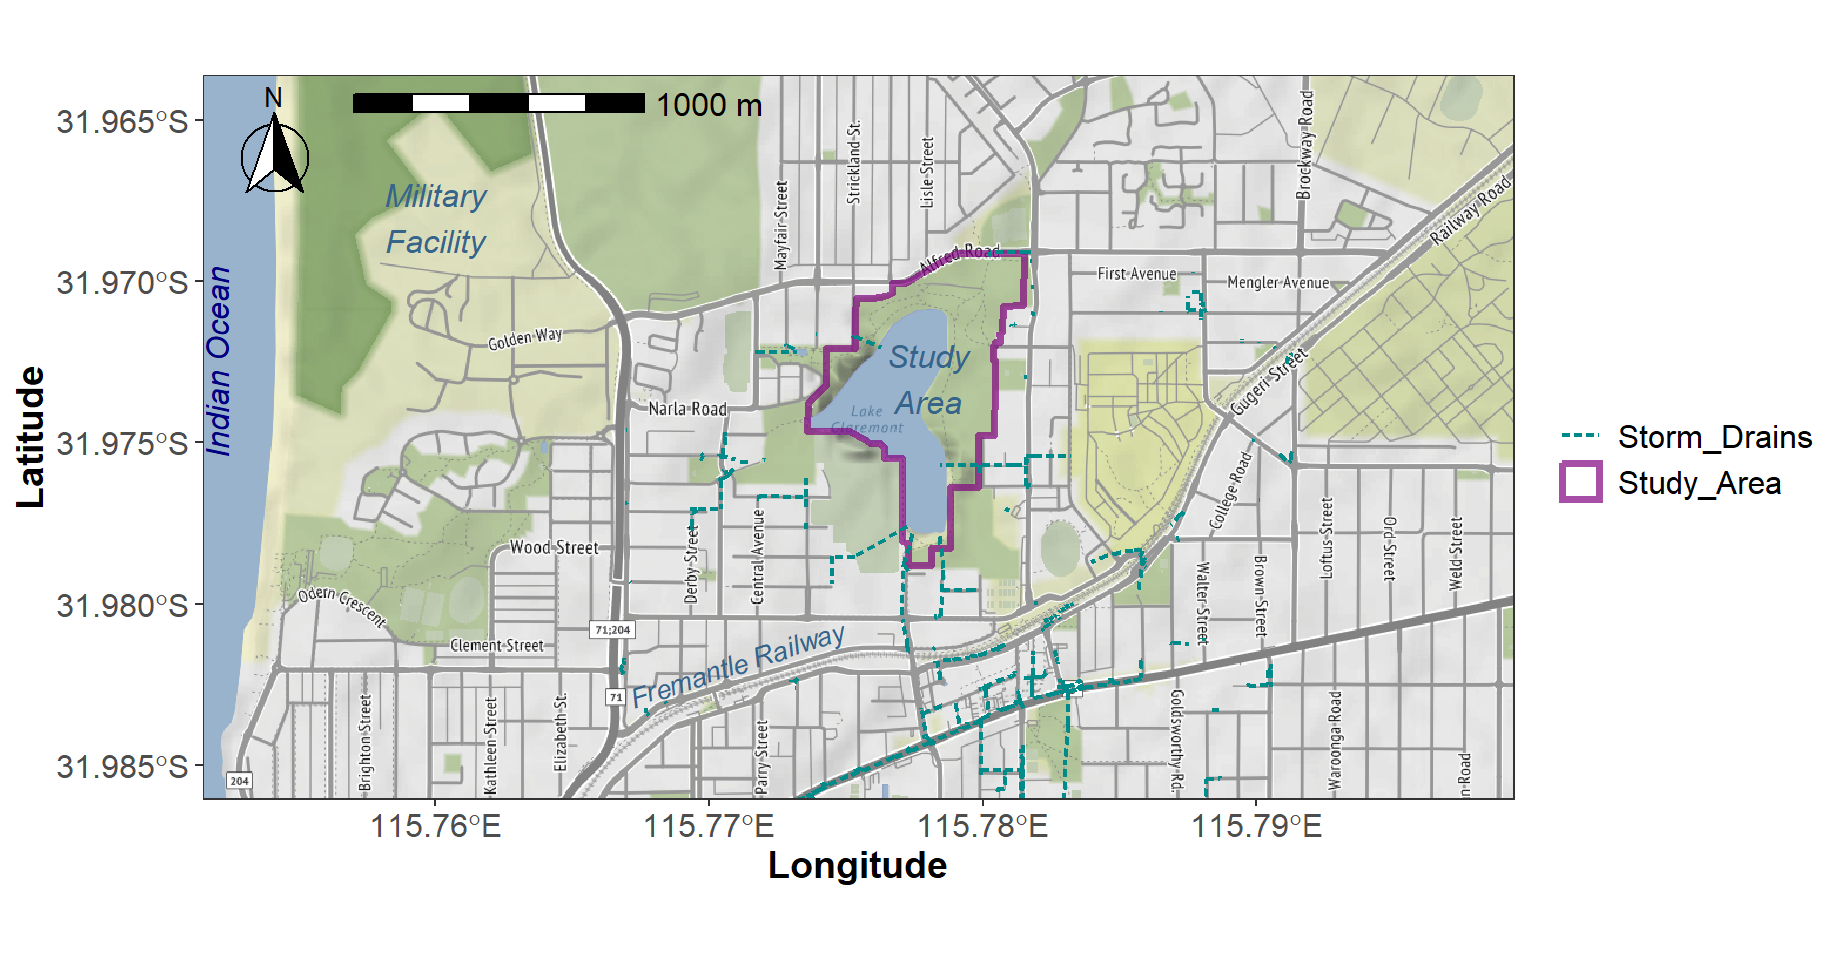 N
1000 m
31.965°S
31.970°S
31.975°S
31.980°S
31.985°S
Latitude
115.76°E
115.77°E
115.78°E
115.79°E
Longitude
Indian Ocean
Military
Facility
Study
Area
Lake
Claremont
Fremantle Railway
Mayfair Street
Strickland St.
Lisle Street
Alfred Road
Brockway Road
Railway Road
First Avenue
Mengler Avenue
Golden Way
Narla Road
Gugeri Street
College Road
Wood Street
Derby Street
Central Avenue
Odern Crescent
Clement Street
71;204
71
204
Brighton Street
Kathleen Street
Elizabeth St.
Parry Street
Walter Street
Brown Street
Loftus Street
Ord Street
Weld Street
Goldsworthy Rd.
Waroonga Road
n Road
Storm_Drains
Study_Area